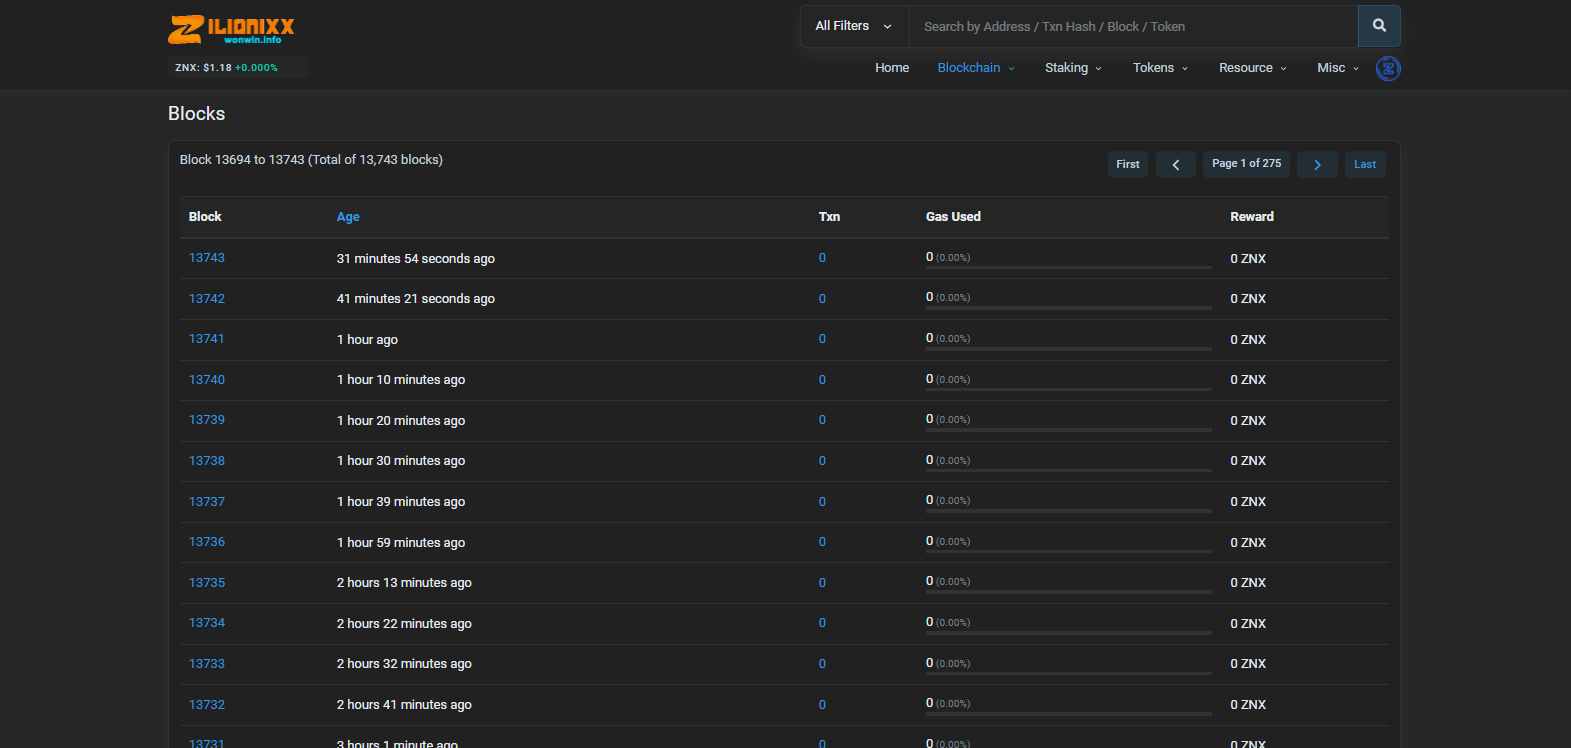 ZILIONIXX
wonwin.info
All Filters
Search by Address / Txn Hash / Block / Token
ZNX: $1.18 +0.000%
Home Blockchain Staking Tokens Resource Misc
Blocks
Block 13694 to 13743 (Total of 13,743 blocks)
First Page 1 of 275 Last
Block Age Txn Gas Used Reward
13743 31 minutes 54 seconds ago 0 0 (0.00%) 0 ZNX
13742 41 minutes 21 seconds ago 0 0 (0.00%) 0 ZNX
13741 1 hour ago 0 0 (0.00%) 0 ZNX
13740 1 hour 10 minutes ago 0 0 (0.00%) 0 ZNX
13739 1 hour 20 minutes ago 0 0 (0.00%) 0 ZNX
13738 1 hour 30 minutes ago 0 0 (0.00%) 0 ZNX
13737 1 hour 39 minutes ago 0 0 (0.00%) 0 ZNX
13736 1 hour 59 minutes ago 0 0 (0.00%) 0 ZNX
13735 2 hours 13 minutes ago 0 0 (0.00%) 0 ZNX
13734 2 hours 22 minutes ago 0 0 (0.00%) 0 ZNX
13733 2 hours 32 minutes ago 0 0 (0.00%) 0 ZNX
13732 2 hours 41 minutes ago 0 0 (0.00%) 0 ZNX
13731 3 hours 1 minute ago 0 0 (0.00%) 0 ZNX